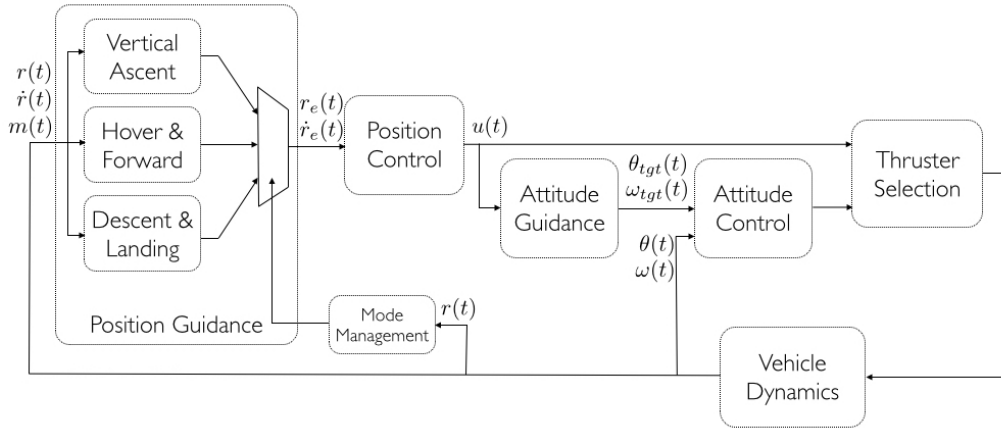 Vertical
Ascent
r(t)
ṙ(t)
m(t)
Hover &
Forward
Descent &
Landing
Position Guidance
r_e(t)
ṙ_e(t)
Position
Control
u(t)
Attitude
Guidance
θ_tgt(t)
ω_tgt(t)
θ(t)
ω(t)
Attitude
Control
Thruster
Selection
Mode
Management
r(t)
Vehicle
Dynamics